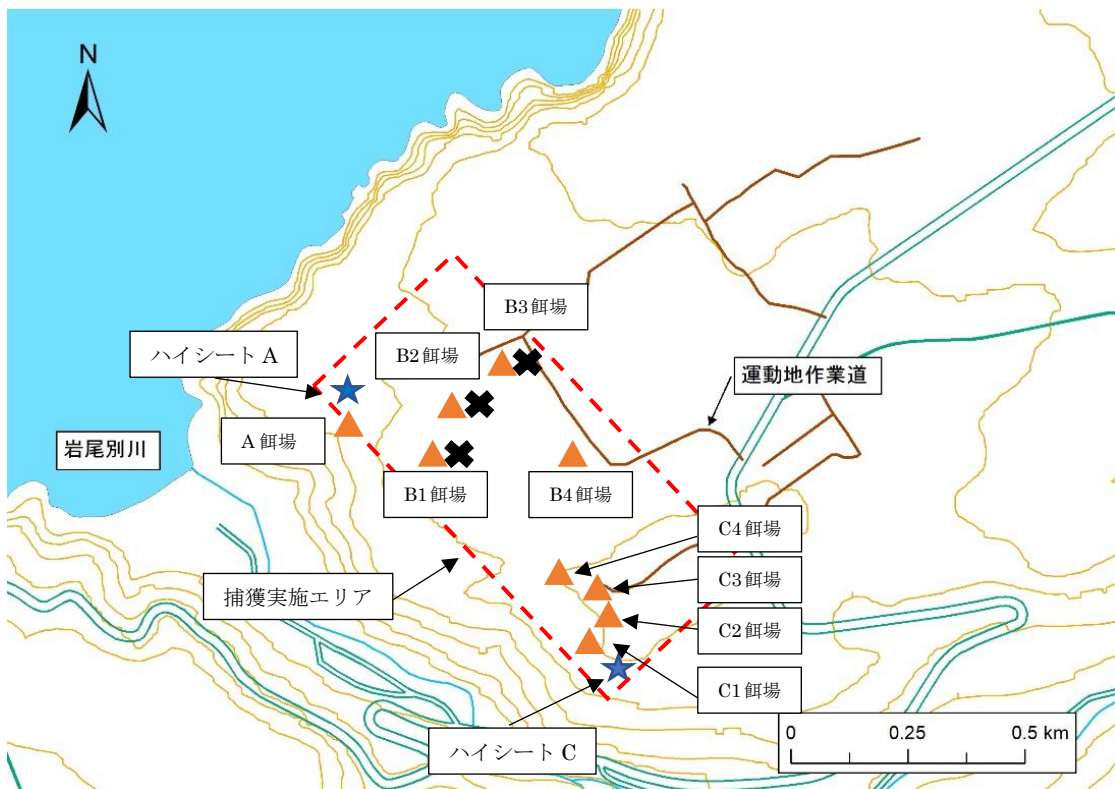 N
B3餌場
ハイシート A
B2餌場
運動地作業道
A 餌場
岩尾別川
B1餌場
B4餌場
C4餌場
捕獲実施エリア
C3餌場
C2餌場
C1餌場
ハイシート C
0 0.25 0.5 km